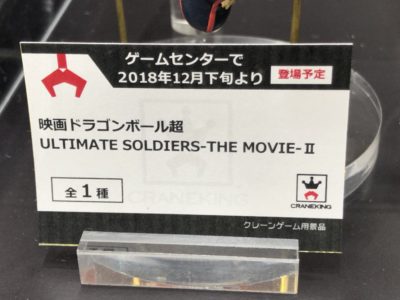 ゲームセンターで
2018年12月下旬より 登場予定
映画ドラゴンボール超
ULTIMATE SOLDIERS-THE MOVIE-Ⅱ
全1種
CRANEKING
CRANEKING
クレーンゲーム用景品